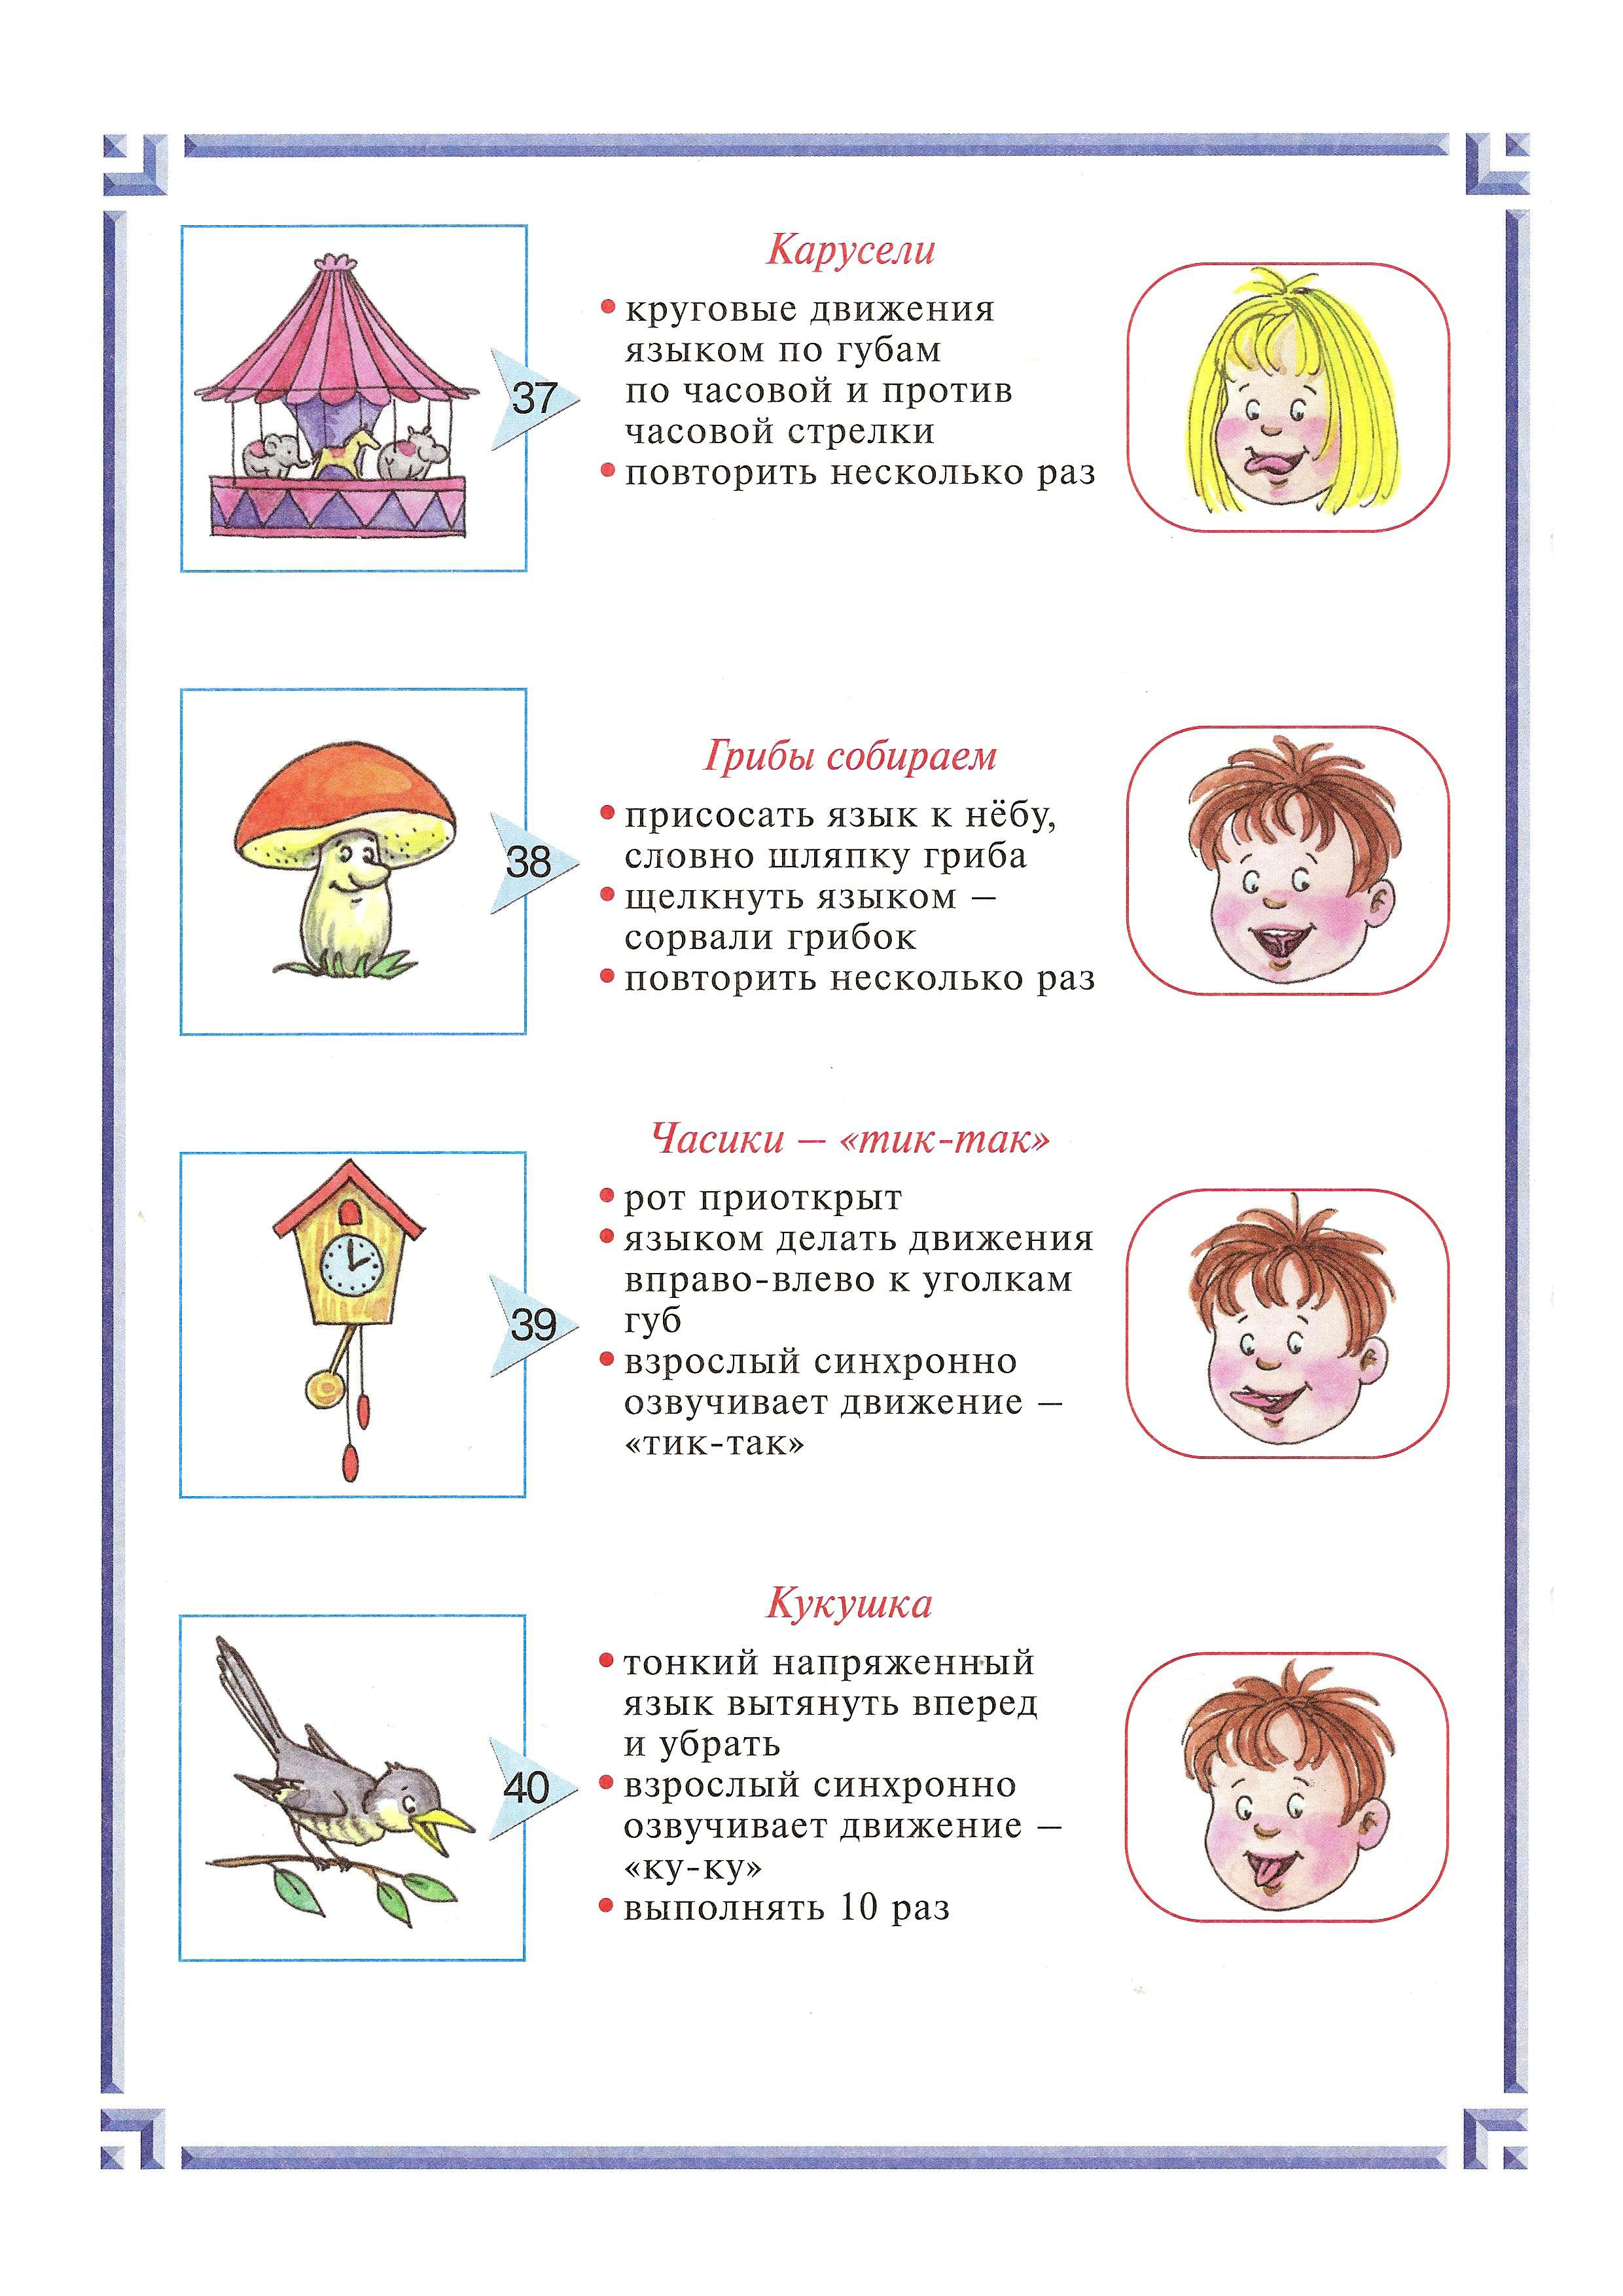 Карусели
• круговые движения
языком по губам
по часовой и против
часовой стрелки
• повторить несколько раз
37
Грибы собираем
• присосать язык к нёбу,
словно шляпку гриба
• щелкнуть языком –
сорвали грибок
• повторить несколько раз
38
Часики – «тик-так»
• рот приоткрыт
• языком делать движения
вправо-влево к уголкам
губ
• взрослый синхронно
озвучивает движение –
«тик-так»
39
Кукушка
• тонкий напряженный
язык вытянуть вперед
и убрать
• взрослый синхронно
озвучивает движение –
«ку-ку»
• выполнять 10 раз
40